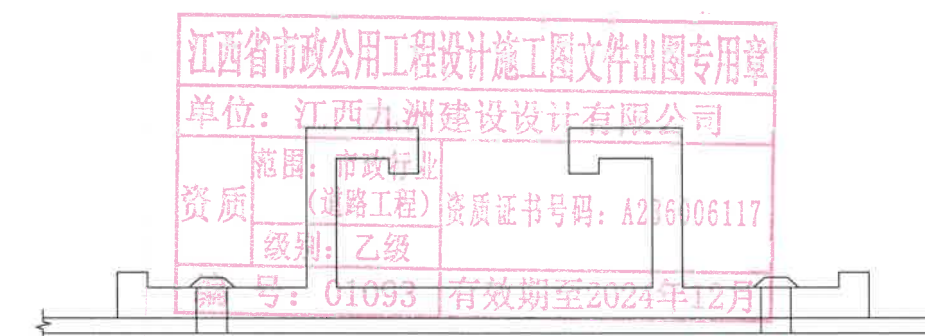 江西省市政公用工程设计施工图文件出图专用章
单位：江西九洲建设设计有限公司
资质
范围：市政行业
(道路工程)
级别：乙级
资质证书号码：A236006117
编号：01093
有效期至2024年12月